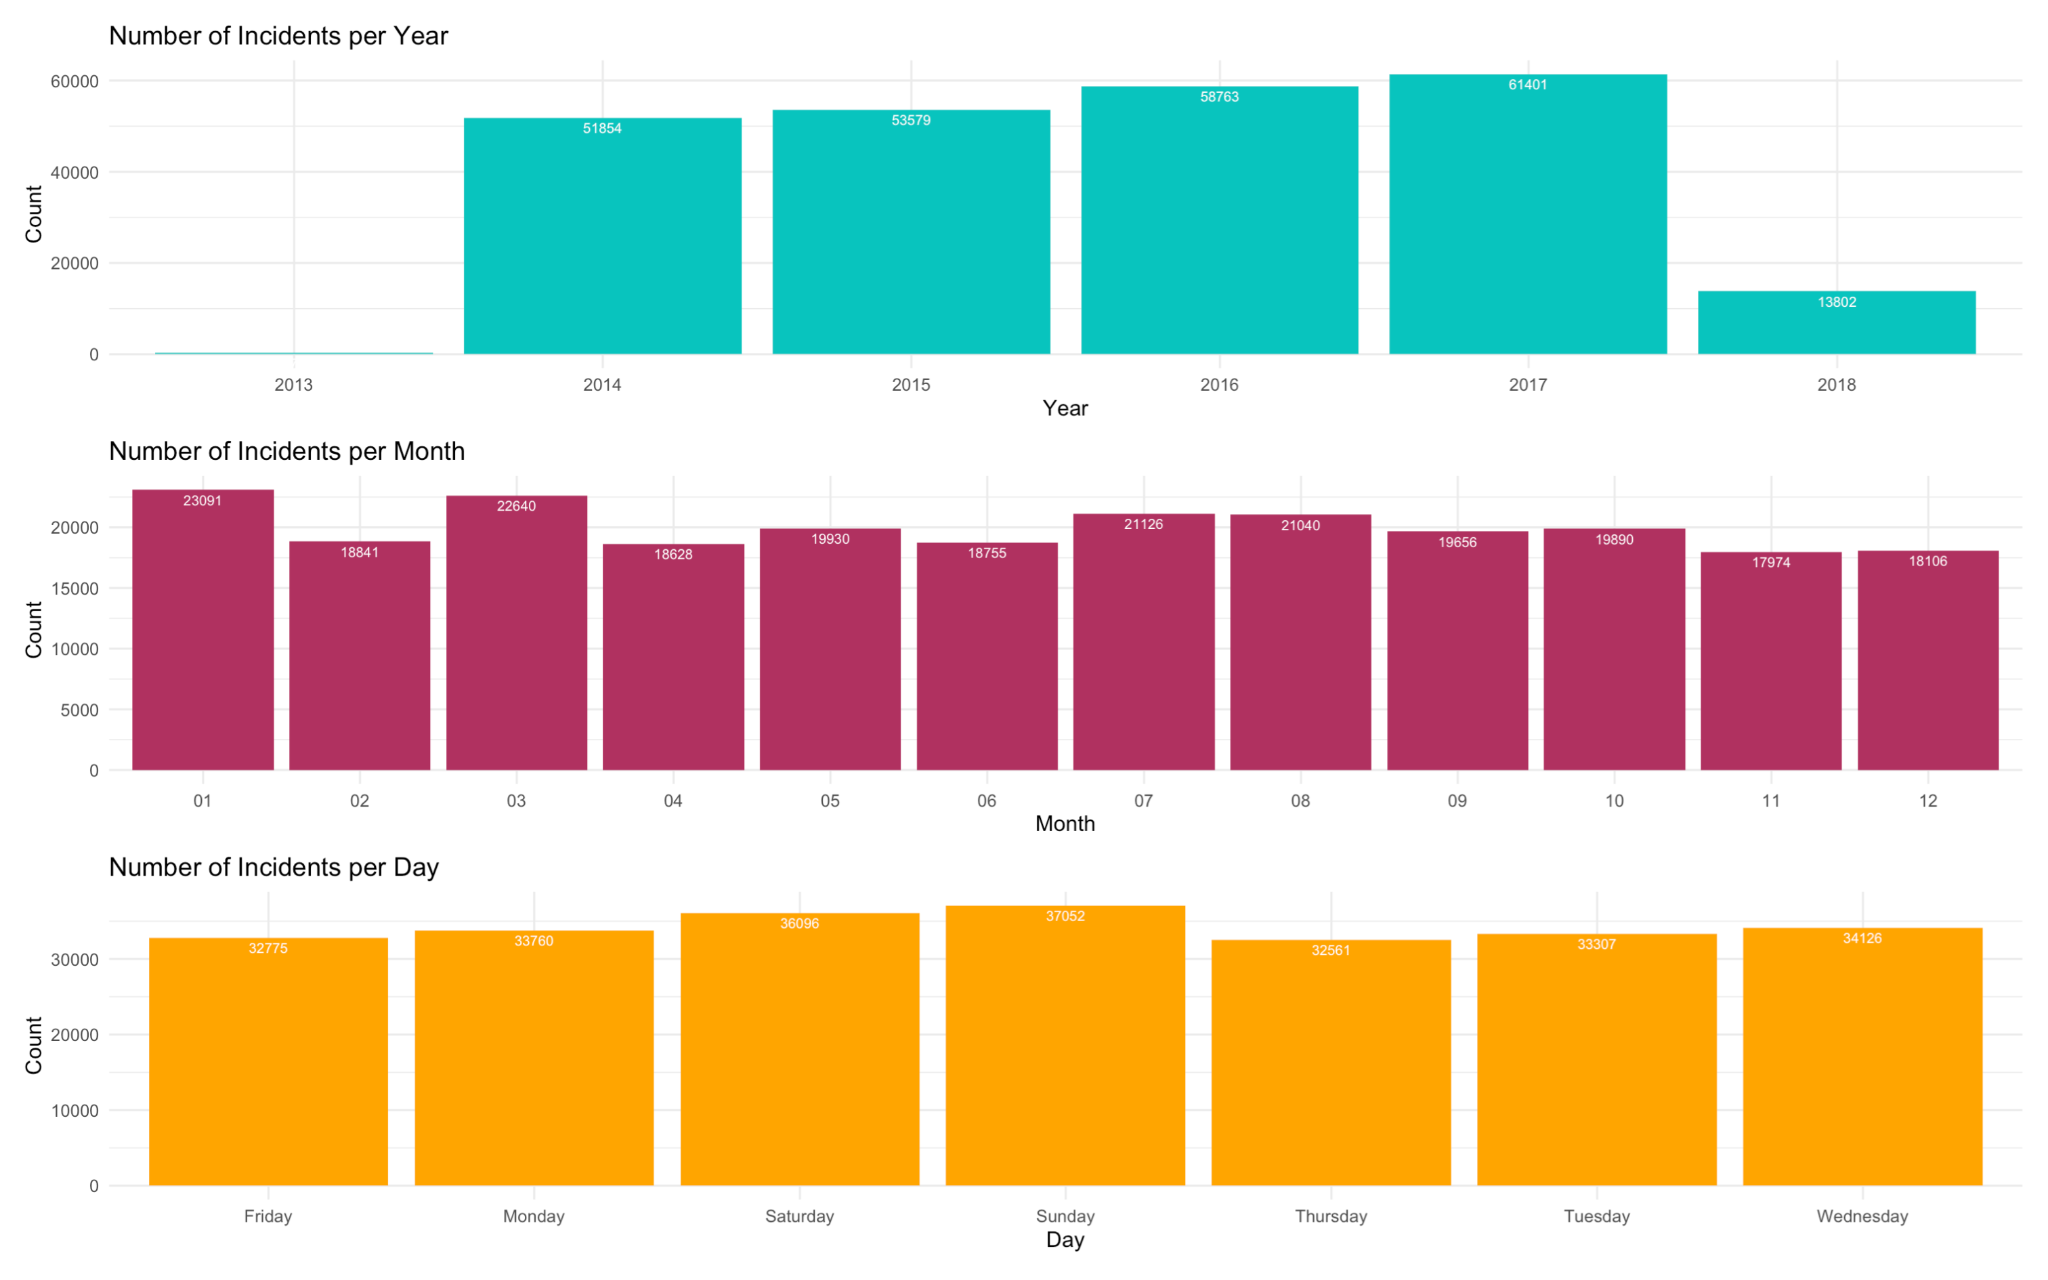 Number of Incidents per Year
Count
60000
40000
20000
0
51854
53579
58763
61401
13802
2013 2014 2015 2016 2017 2018
Year
Number of Incidents per Month
Count
20000
15000
10000
5000
0
23091 18841 22640 18628 19930 18755 21126 21040 19656 19890 17974 18106
01 02 03 04 05 06 07 08 09 10 11 12
Month
Number of Incidents per Day
Count
30000
20000
10000
0
32775 33760 36096 37052 32561 33307 34126
Friday Monday Saturday Sunday Thursday Tuesday Wednesday
Day